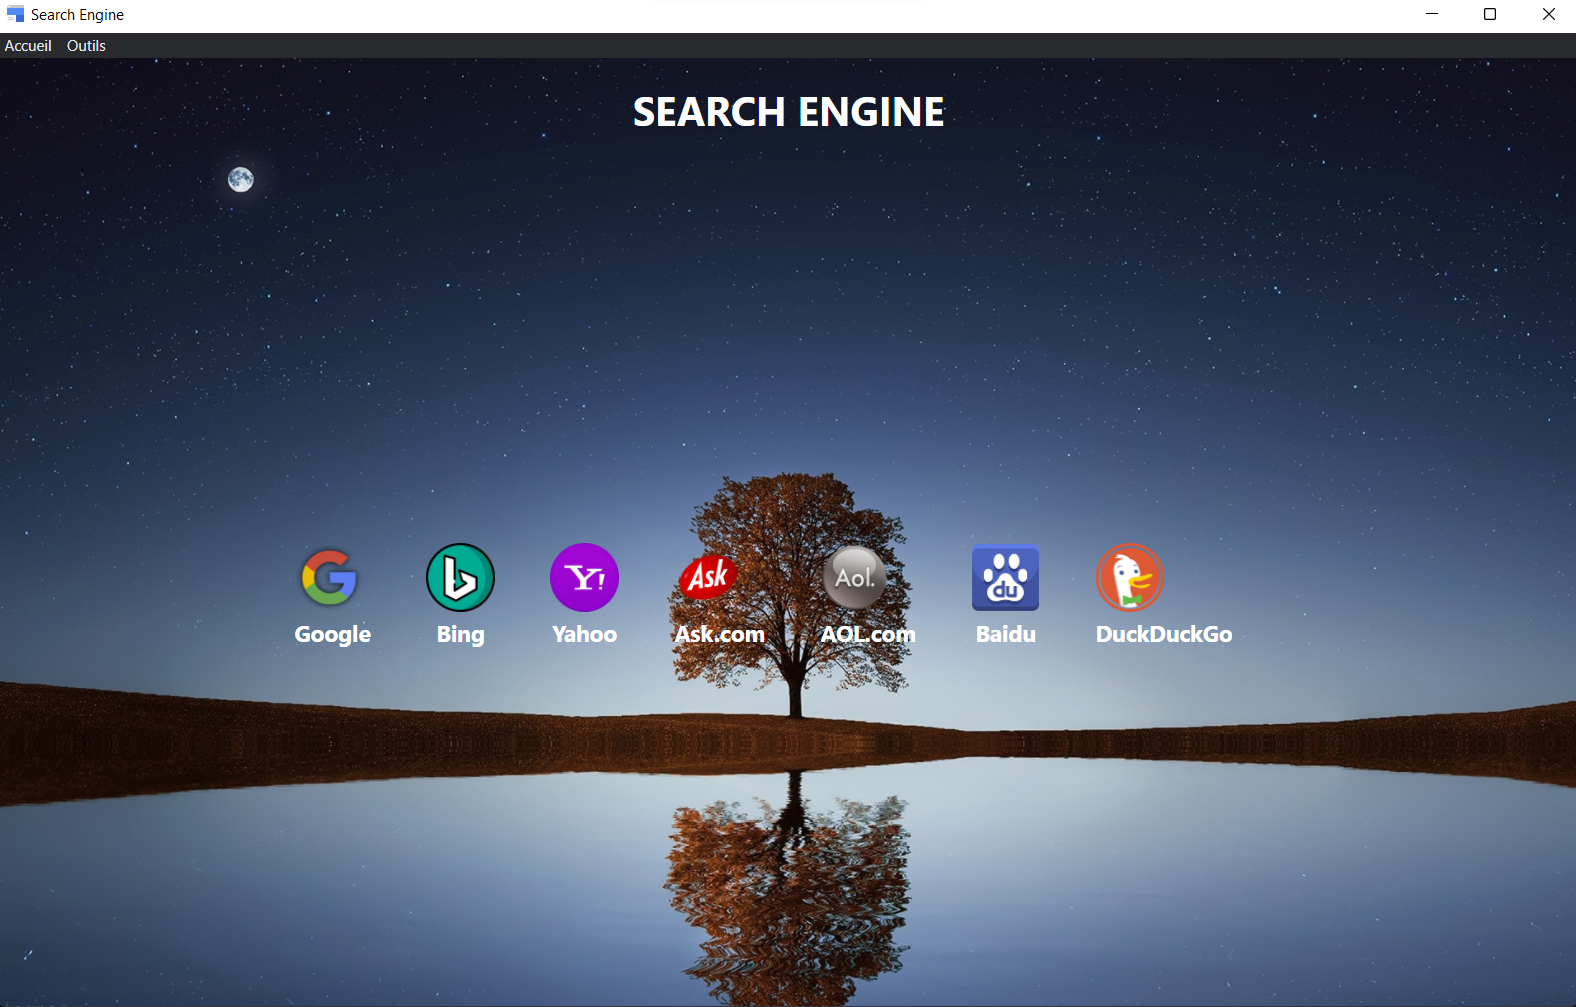 Search Engine
Accueil Outils
SEARCH ENGINE
Y! Ask Aol. du
Google Bing Yahoo Ask.com AOL.com Baidu DuckDuckGo